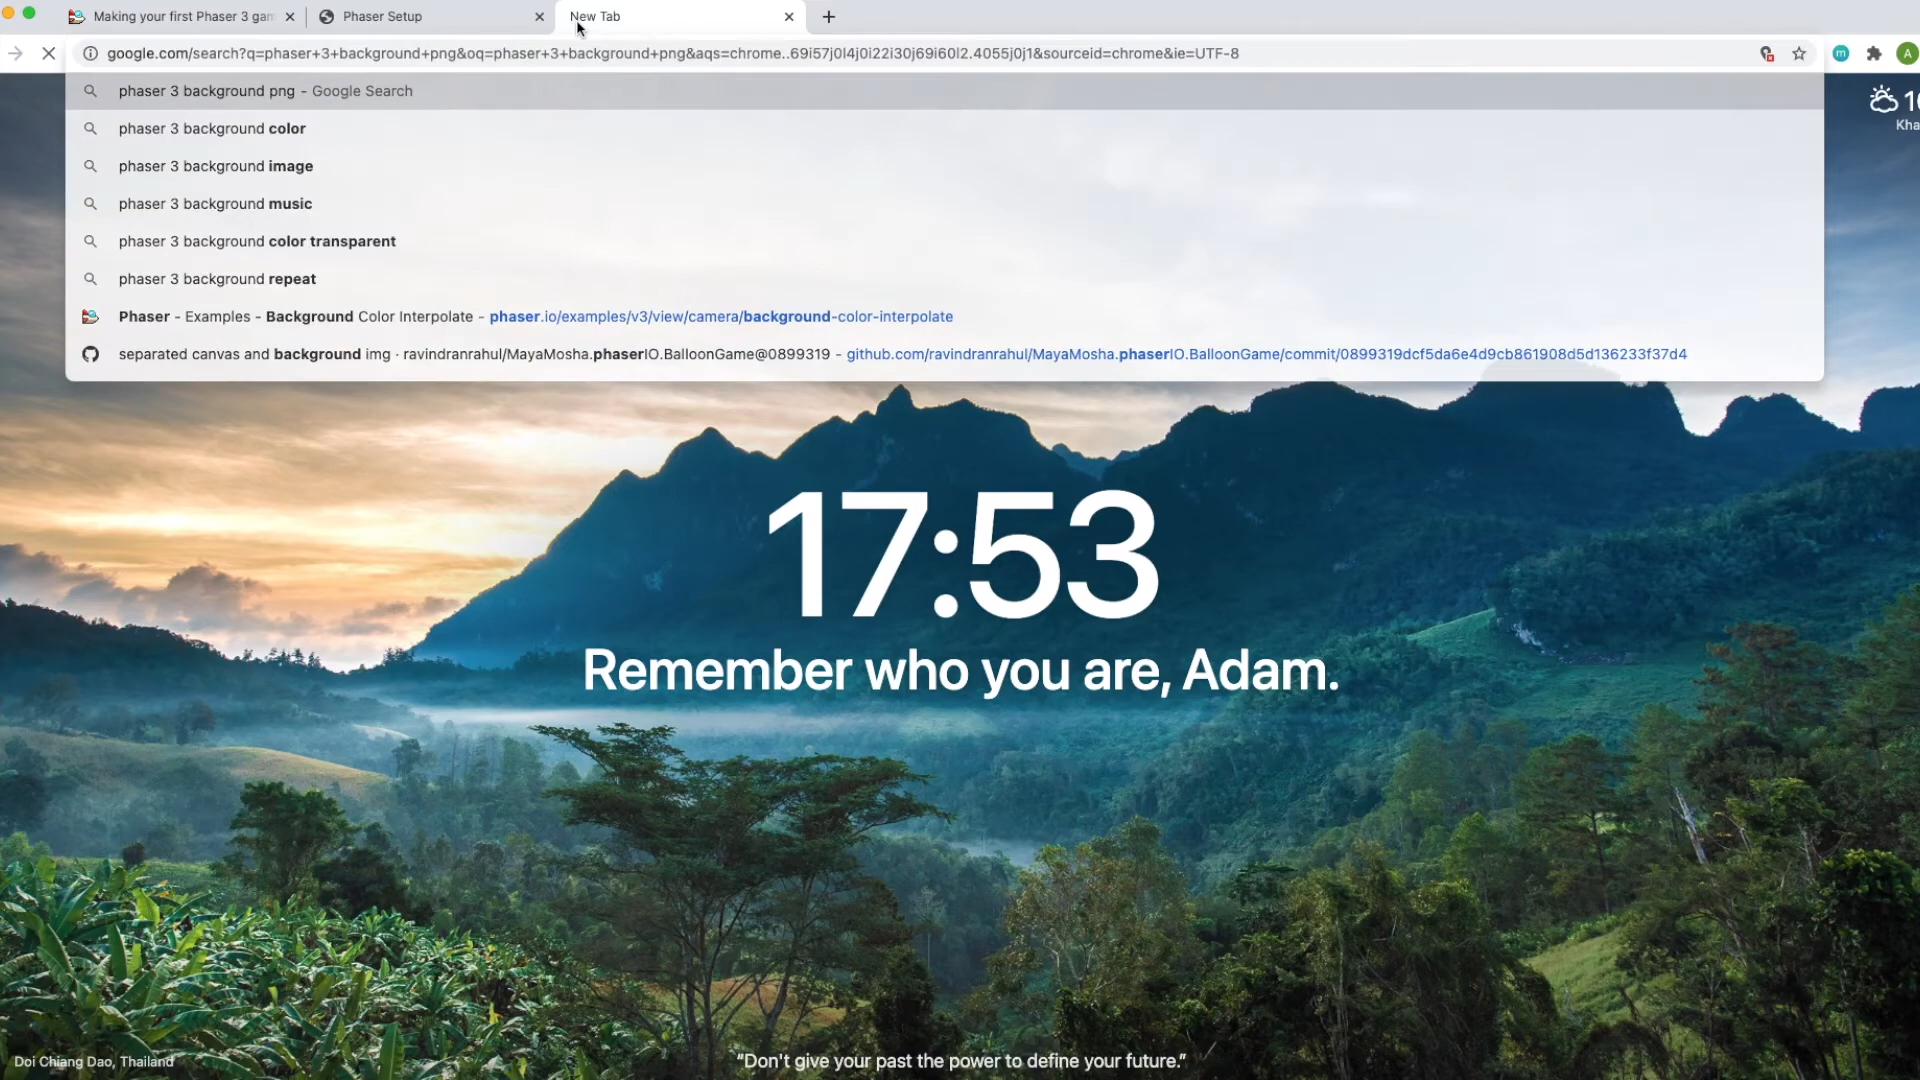 Making your first Phaser 3 gam
Phaser Setup
New Tab
google.com/search?q=phaser+3+background+png&oq=phaser+3+background+png&aqs=chrome..69i57j0l4j0i22i30j69i60l2.4055j0j1&sourceid=chrome&ie=UTF-8
m
A
phaser 3 background png - Google Search
phaser 3 background color
phaser 3 background image
phaser 3 background music
phaser 3 background color transparent
phaser 3 background repeat
Phaser - Examples - Background Color Interpolate - phaser.io/examples/v3/view/camera/background-color-interpolate
separated canvas and background img · ravindranrahul/MayaMosha.phaserIO.BalloonGame@0899319 - github.com/ravindranrahul/MayaMosha.phaserIO.BalloonGame/commit/0899319dcf5da6e4d9cb861908d5d136233f37d4
Kha
17:53
Remember who you are, Adam.
Doi Chiang Dao, Thailand
“Don't give your past the power to define your future.”